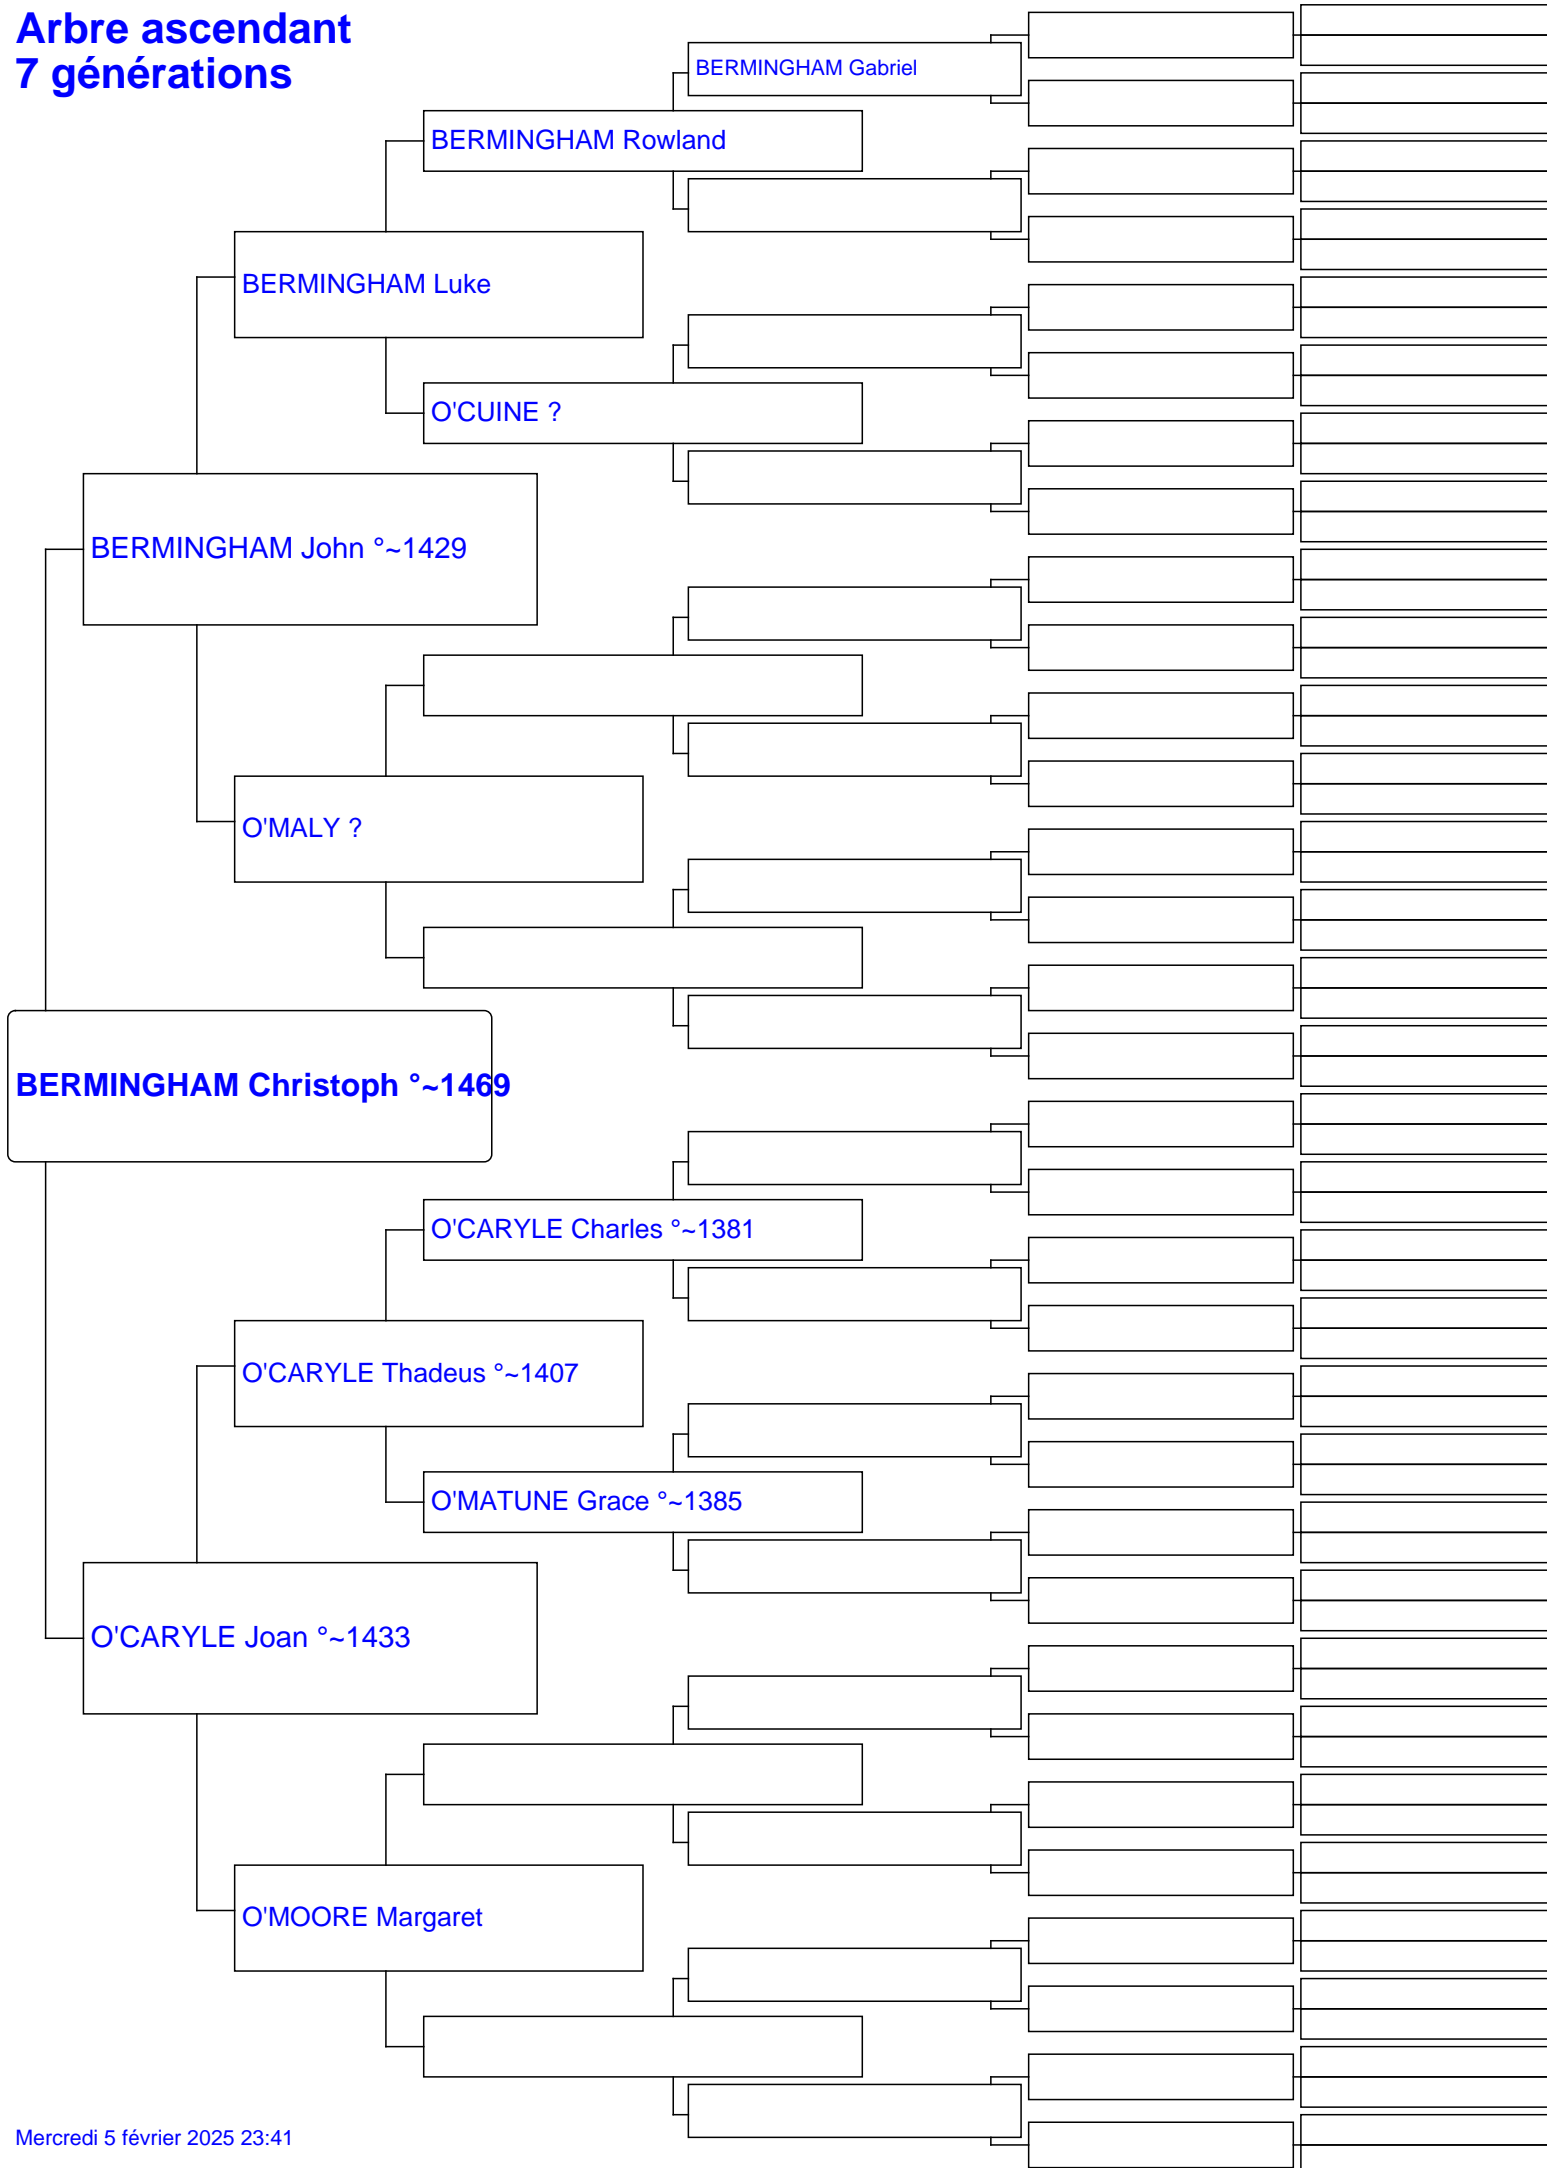 Arbre ascendant
7 générations
BERMINGHAM Gabriel
BERMINGHAM Rowland
BERMINGHAM Luke
O'CUINE ?
BERMINGHAM John °~1429
O'MALY ?
BERMINGHAM Christoph °~1469
O'CARYLE Charles °~1381
O'CARYLE Thadeus °~1407
O'MATUNE Grace °~1385
O'CARYLE Joan °~1433
O'MOORE Margaret
Mercredi 5 février 2025 23:41